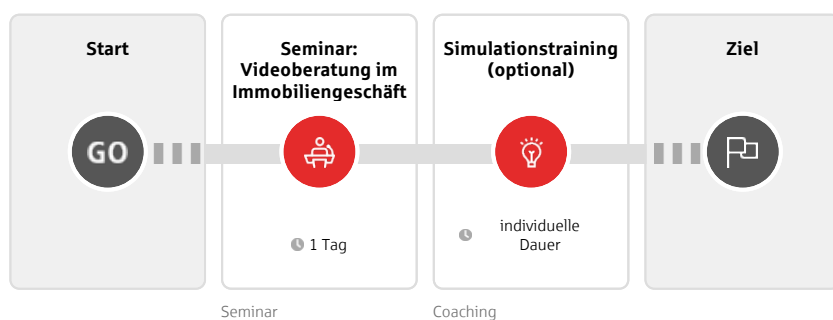 Start
Seminar:
Videoberatung im
Immobiliengeschäft
Simulationstraining
(optional)
Ziel
GO
1 Tag
individuelle
Dauer
Seminar
Coaching